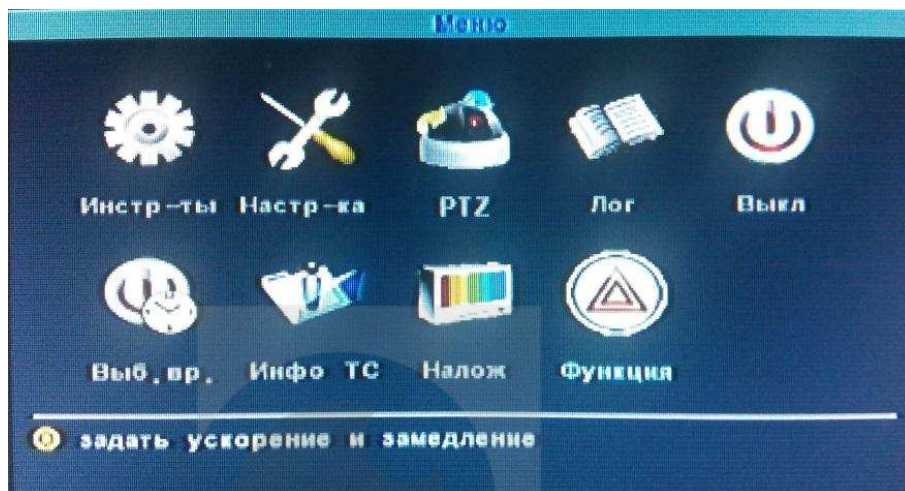 Меню
Инстр-ты Настр-ка PTZ Лог Выкл
Выб.вр. Инфо ТС Налож Функция
задать ускорение и замедление